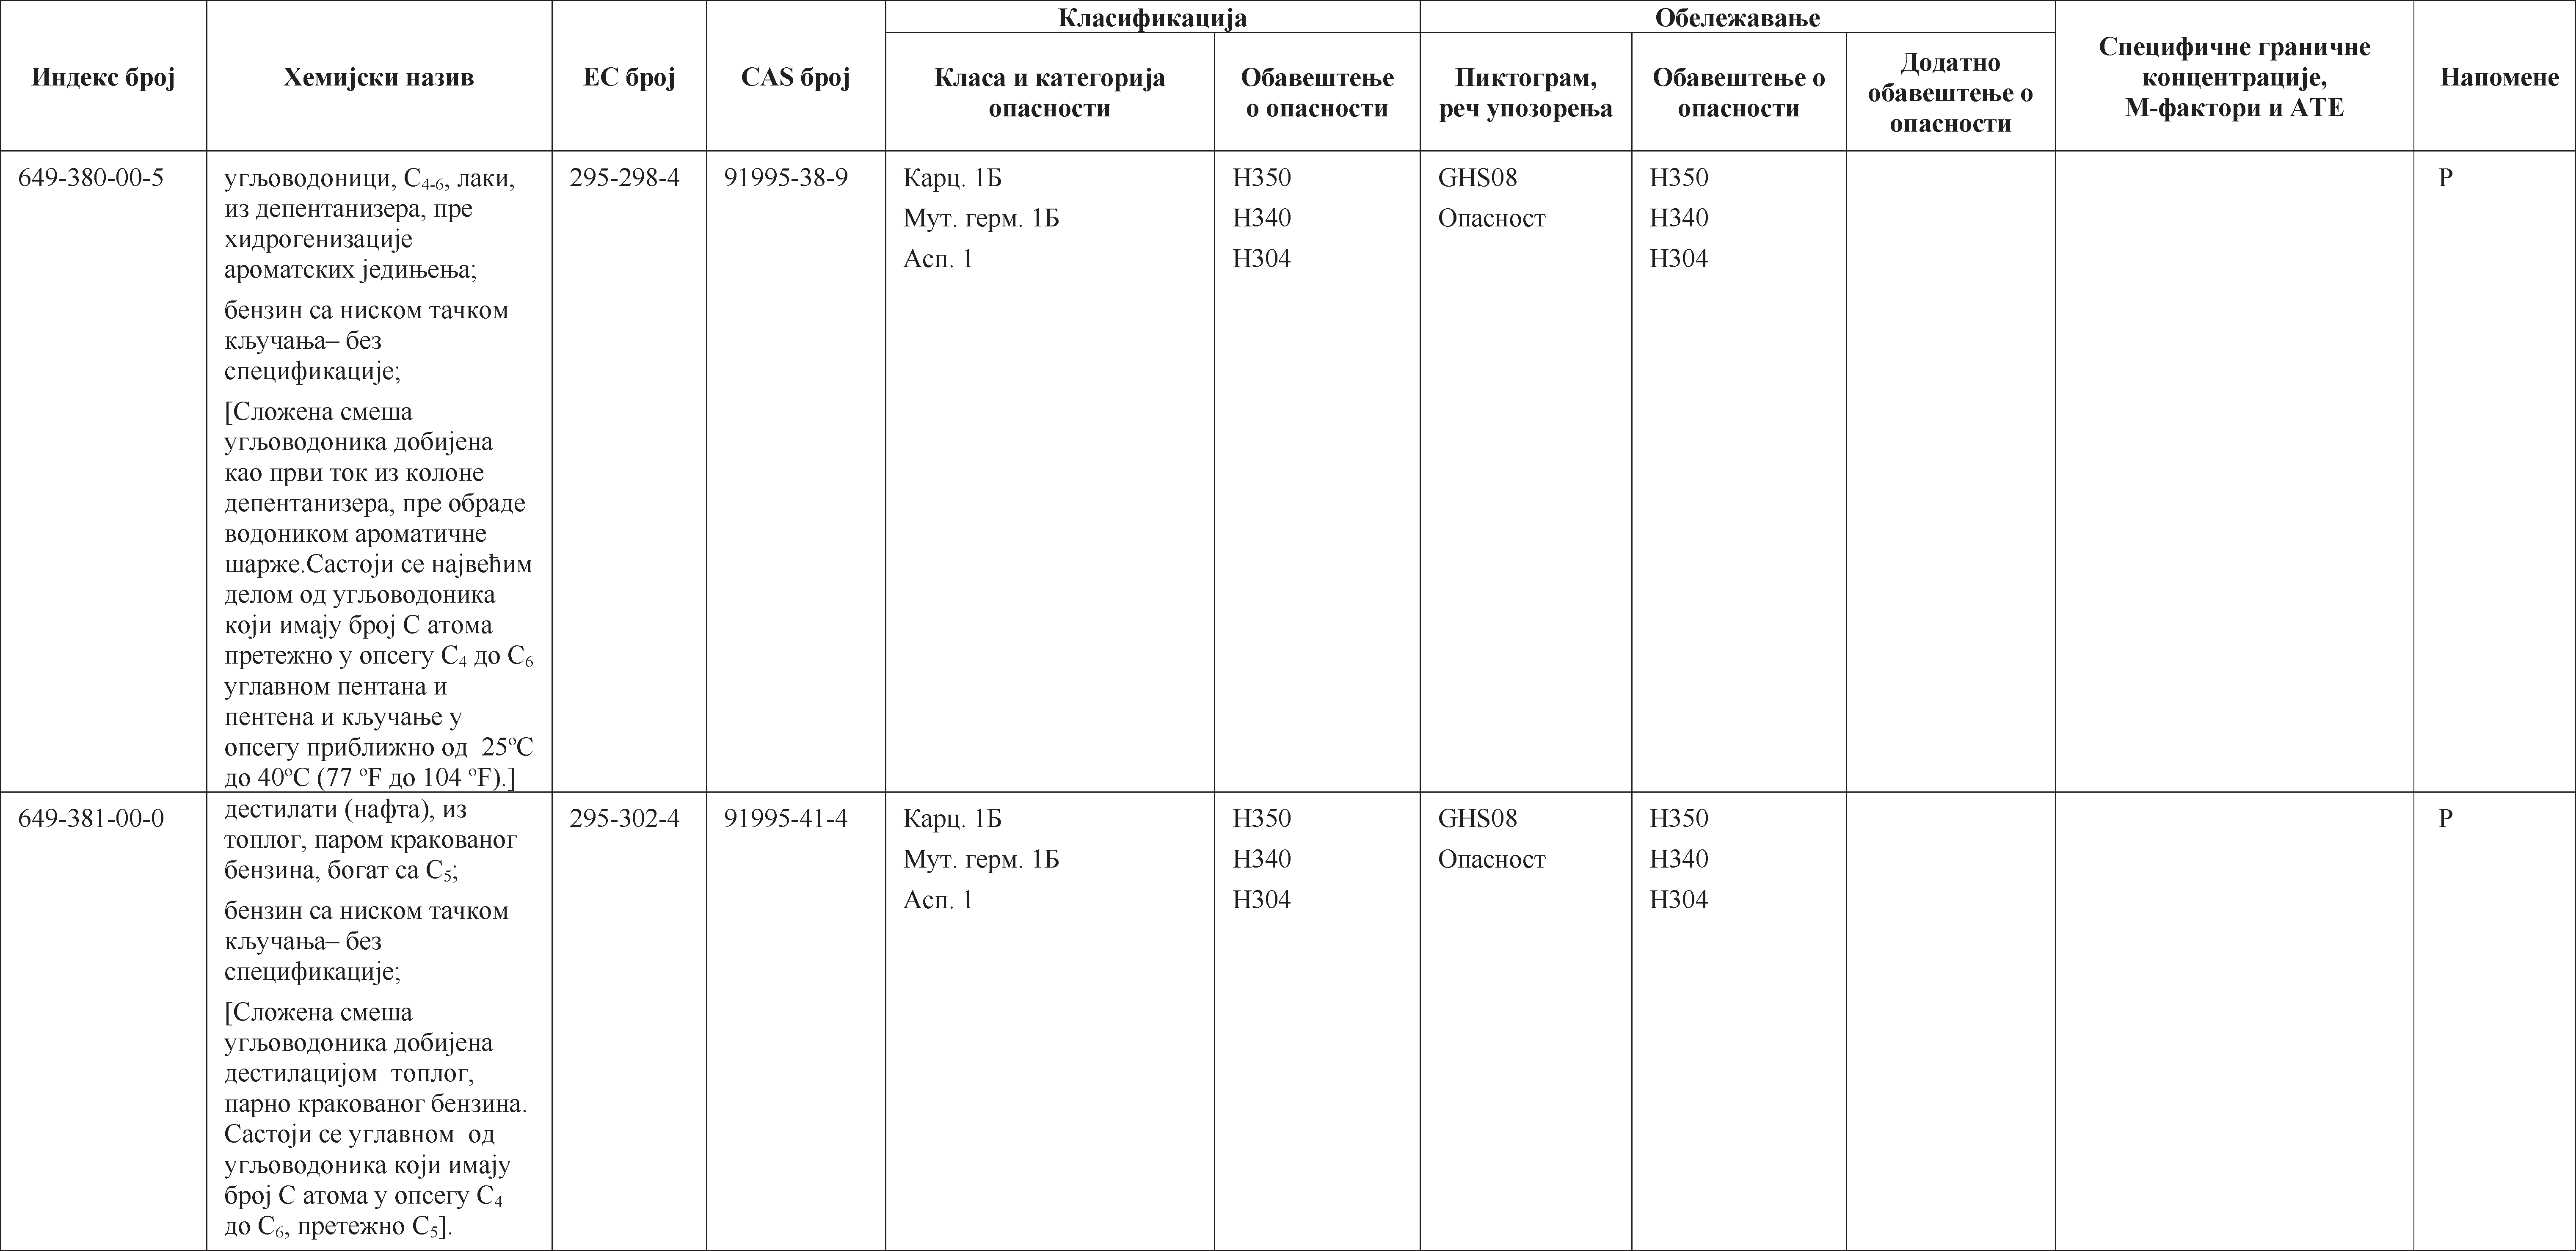 Класификација
Обележавање
Индекс број
Хемијски назив
ЕС број
CAS број
Класа и категорија
опасности
Обавештење
о опасности
Пиктограм,
реч упозорења
Обавештење о
опасности
Додатно
обавештење о
опасности
Специфичне граничне
концентрације,
М-фактори и АТЕ
Напомене
649-380-00-5
угљоводоници, C4-6, лаки,
из депентанизера, пре
хидрогенизације
ароматских једињења;
бензин са ниском тачком
кључања– без
спецификације;
[Сложена смеша
угљоводоника добијена
као први ток из колоне
депентанизера, пре обраде
водоником ароматичне
шарже.Састоји се највећим
делом од угљоводоника
који имају број C атома
претежно у опсегу C4 до C6
углавном пентана и
пентена и кључање у
опсегу приближно од  25ºC
до 40ºC (77 ºF до 104 ºF).]
295-298-4
91995-38-9
Карц. 1Б
Мут. герм. 1Б
Асп. 1
H350
H340
H304
GHS08
Опасност
H350
H340
H304
P
649-381-00-0
дестилати (нафта), из
топлог, паром кракованог
бензина, богат са C5;
бензин са ниском тачком
кључања– без
спецификације;
[Сложена смеша
угљоводоника добијена
дестилацијом  топлог,
парно кракованог бензина.
Састоји се углавном  од
угљоводоника који имају
број C атома у опсегу C4
до C6, претежно C5].
295-302-4
91995-41-4
Карц. 1Б
Мут. герм. 1Б
Асп. 1
H350
H340
H304
GHS08
Опасност
H350
H340
H304
P